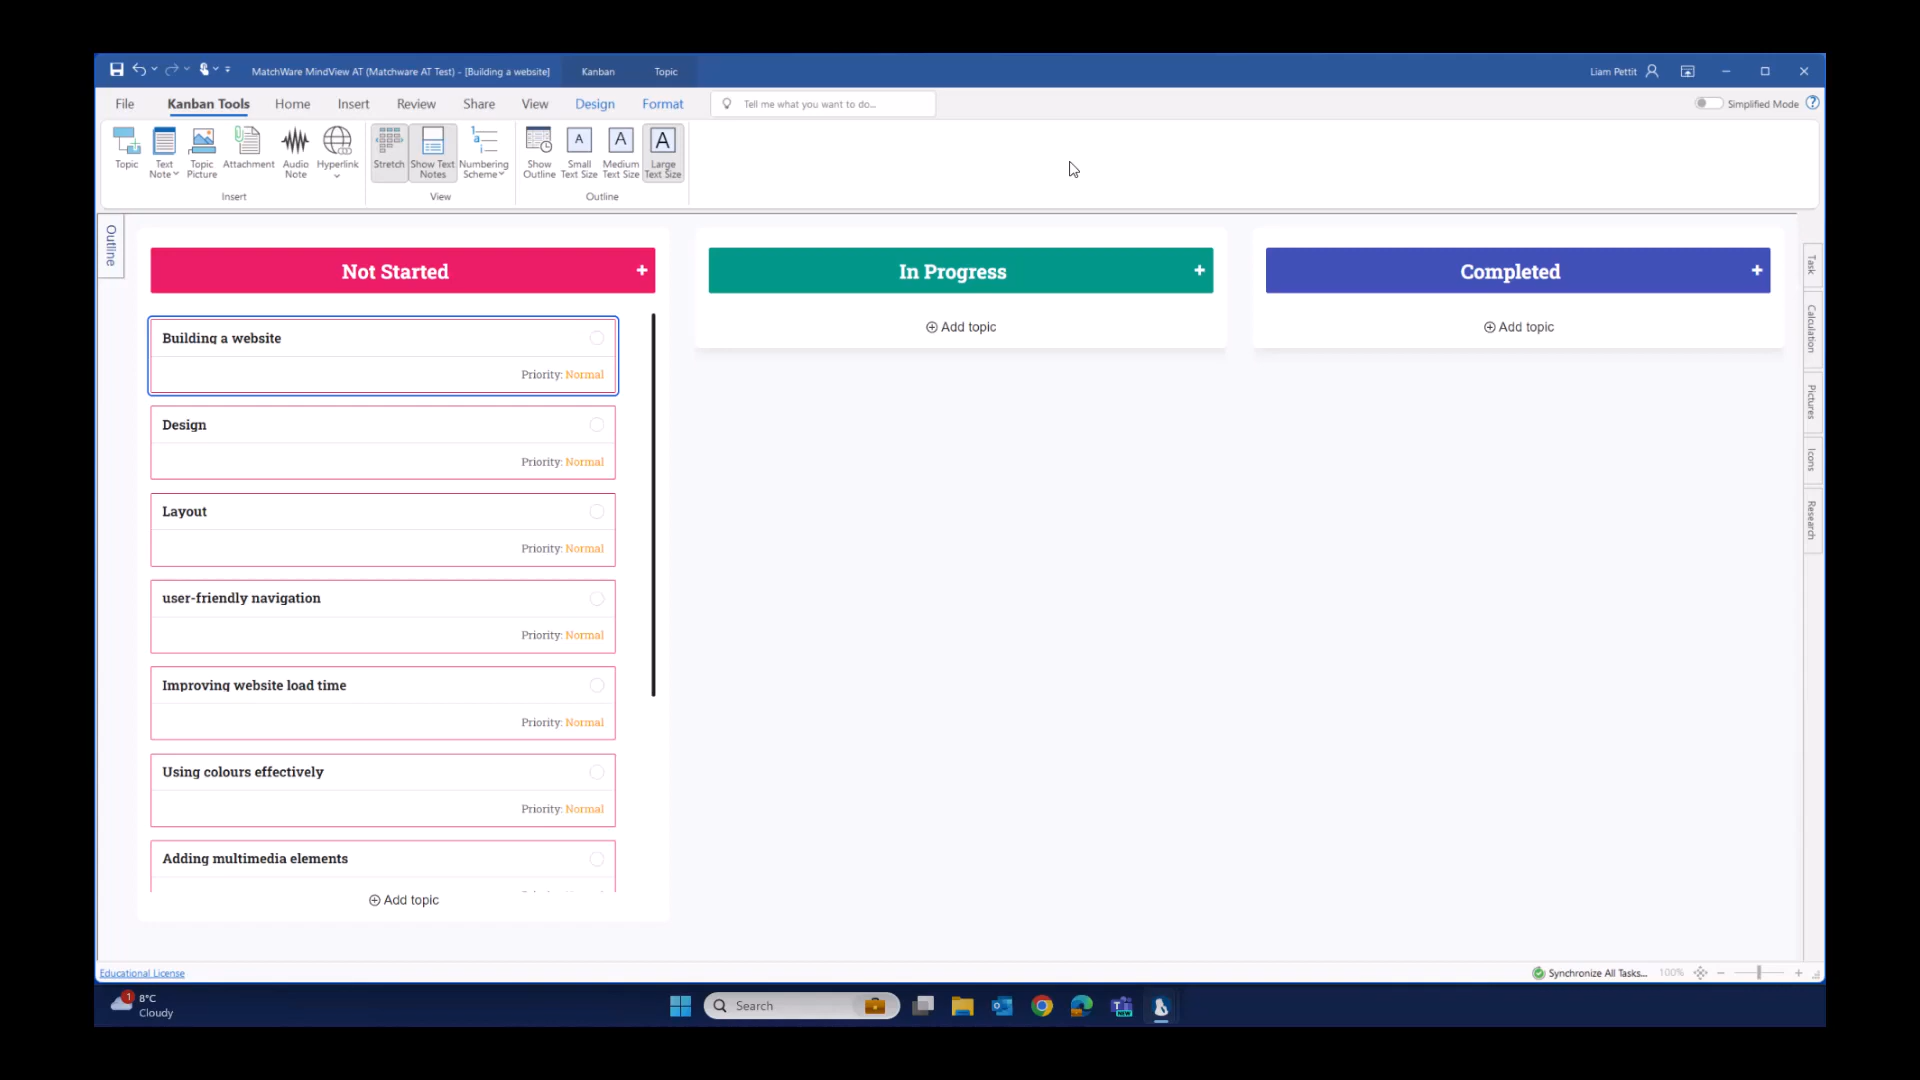 MatchWare MindView AT (Matchware AT Test) - [Building a website]
Kanban
Topic
Liam Pettit
File
Kanban Tools
Home
Insert
Review
Share
View
Design
Format
Tell me what you want to do...
Simplified Mode
Topic
Text Note
Topic Picture
Attachment
Audio Note
Hyperlink
Stretch
Show Text Notes
Numbering Scheme
Show Outline
Small Text Size
Medium Text Size
Large Text Size
Insert
View
Outline
Outline
Not Started
In Progress
Completed
Building a website
Priority: Normal
Design
Priority: Normal
Layout
Priority: Normal
user-friendly navigation
Priority: Normal
Improving website load time
Priority: Normal
Using colours effectively
Priority: Normal
Adding multimedia elements
Add topic
Add topic
Add topic
Task
Calculation
Pictures
Icons
Research
Educational License
Synchronize All Tasks...
100%
1
8°C
Cloudy
Search
NEW